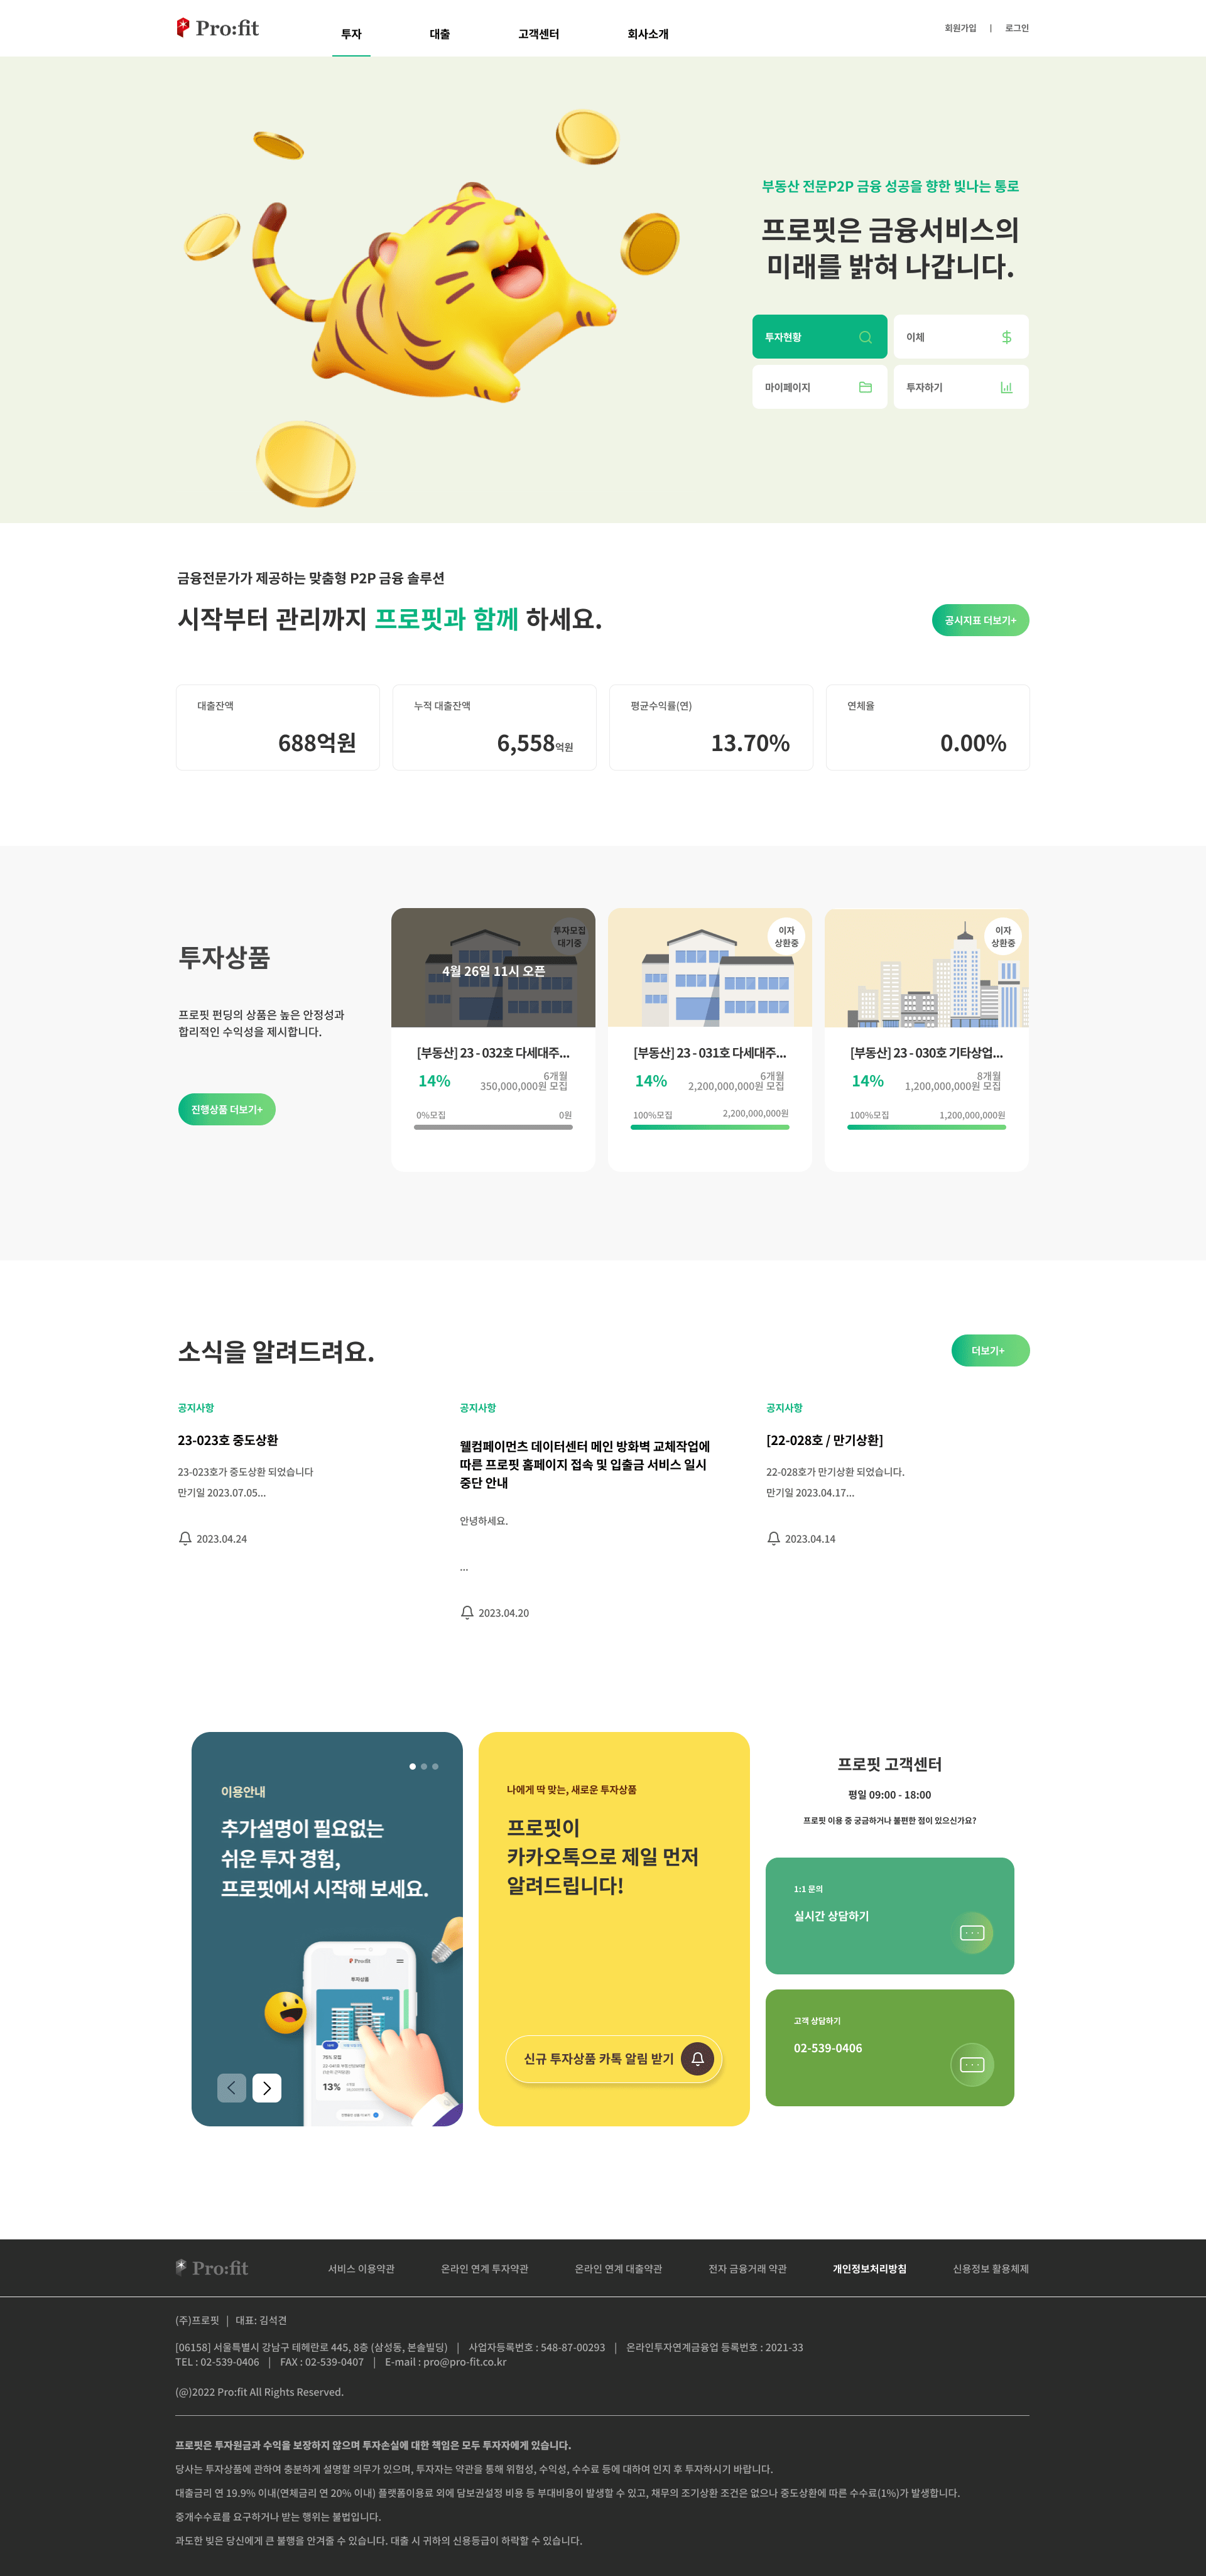 Pro:fit
투자
대출
고객센터
회사소개
회원가입 | 로그인
부동산 전문P2P 금융 성공을 향한 빛나는 통로
프로핏은 금융서비스의
미래를 밝혀 나갑니다.
투자현황
이체
마이페이지
투자하기
금융전문가가 제공하는 맞춤형 P2P 금융 솔루션
시작부터 관리까지 프로핏과 함께 하세요.
공시지표 더보기+
대출잔액
688억원
누적 대출잔액
6,558억원
평균수익률(연)
13.70%
연체율
0.00%
투자상품
프로핏 펀딩의 상품은 높은 안정성과
합리적인 수익성을 제시합니다.
진행상품 더보기+
투자모집
대기중
4월 26일 11시 오픈
[부동산] 23 - 032호 다세대주...
14%
6개월
350,000,000원 모집
0%모집
0원
이자
상환중
[부동산] 23 - 031호 다세대주...
14%
6개월
2,200,000,000원 모집
100%모집
2,200,000,000원
이자
상환중
[부동산] 23 - 030호 기타상업...
14%
8개월
1,200,000,000원 모집
100%모집
1,200,000,000원
소식을 알려드려요.
더보기+
공지사항
23-023호 중도상환
23-023호가 중도상환 되었습니다
만기일 2023.07.05...
2023.04.24
공지사항
웰컴페이먼츠 데이터센터 메인 방화벽 교체작업에
따른 프로핏 홈페이지 접속 및 입출금 서비스 일시
중단 안내
안녕하세요.
...
2023.04.20
공지사항
[22-028호 / 만기상환]
22-028호가 만기상환 되었습니다.
만기일 2023.04.17...
2023.04.14
이용안내
추가설명이 필요없는
쉬운 투자 경험,
프로핏에서 시작해 보세요.
Pro:fit
투자상품
부동산
75% 모집
13%
나에게 딱 맞는, 새로운 투자상품
프로핏이
카카오톡으로 제일 먼저
알려드립니다!
신규 투자상품 카톡 알림 받기
프로핏 고객센터
평일 09:00 - 18:00
프로핏 이용 중 궁금하거나 불편한 점이 있으신가요?
1:1 문의
실시간 상담하기
고객 상담하기
02-539-0406
Pro:fit
서비스 이용약관
온라인 연계 투자약관
온라인 연계 대출약관
전자 금융거래 약관
개인정보처리방침
신용정보 활용체제
(주)프로핏 | 대표: 김석견
[06158] 서울특별시 강남구 테헤란로 445, 8층 (삼성동, 본솔빌딩) | 사업자등록번호 : 548-87-00293 | 온라인투자연계금융업 등록번호 : 2021-33
TEL : 02-539-0406 | FAX : 02-539-0407 | E-mail : pro@pro-fit.co.kr
(@)2022 Pro:fit All Rights Reserved.
프로핏은 투자원금과 수익을 보장하지 않으며 투자손실에 대한 책임은 모두 투자자에게 있습니다.
당사는 투자상품에 관하여 충분하게 설명할 의무가 있으며, 투자자는 약관을 통해 위험성, 수익성, 수수료 등에 대하여 인지 후 투자하시기 바랍니다.
대출금리 연 19.9% 이내(연체금리 연 20% 이내) 플랫폼이용료 외에 담보권설정 비용 등 부대비용이 발생할 수 있고, 채무의 조기상환 조건은 없으나 중도상환에 따른 수수료(1%)가 발생합니다.
중개수수료를 요구하거나 받는 행위는 불법입니다.
과도한 빚은 당신에게 큰 불행을 안겨줄 수 있습니다. 대출 시 귀하의 신용등급이 하락할 수 있습니다.